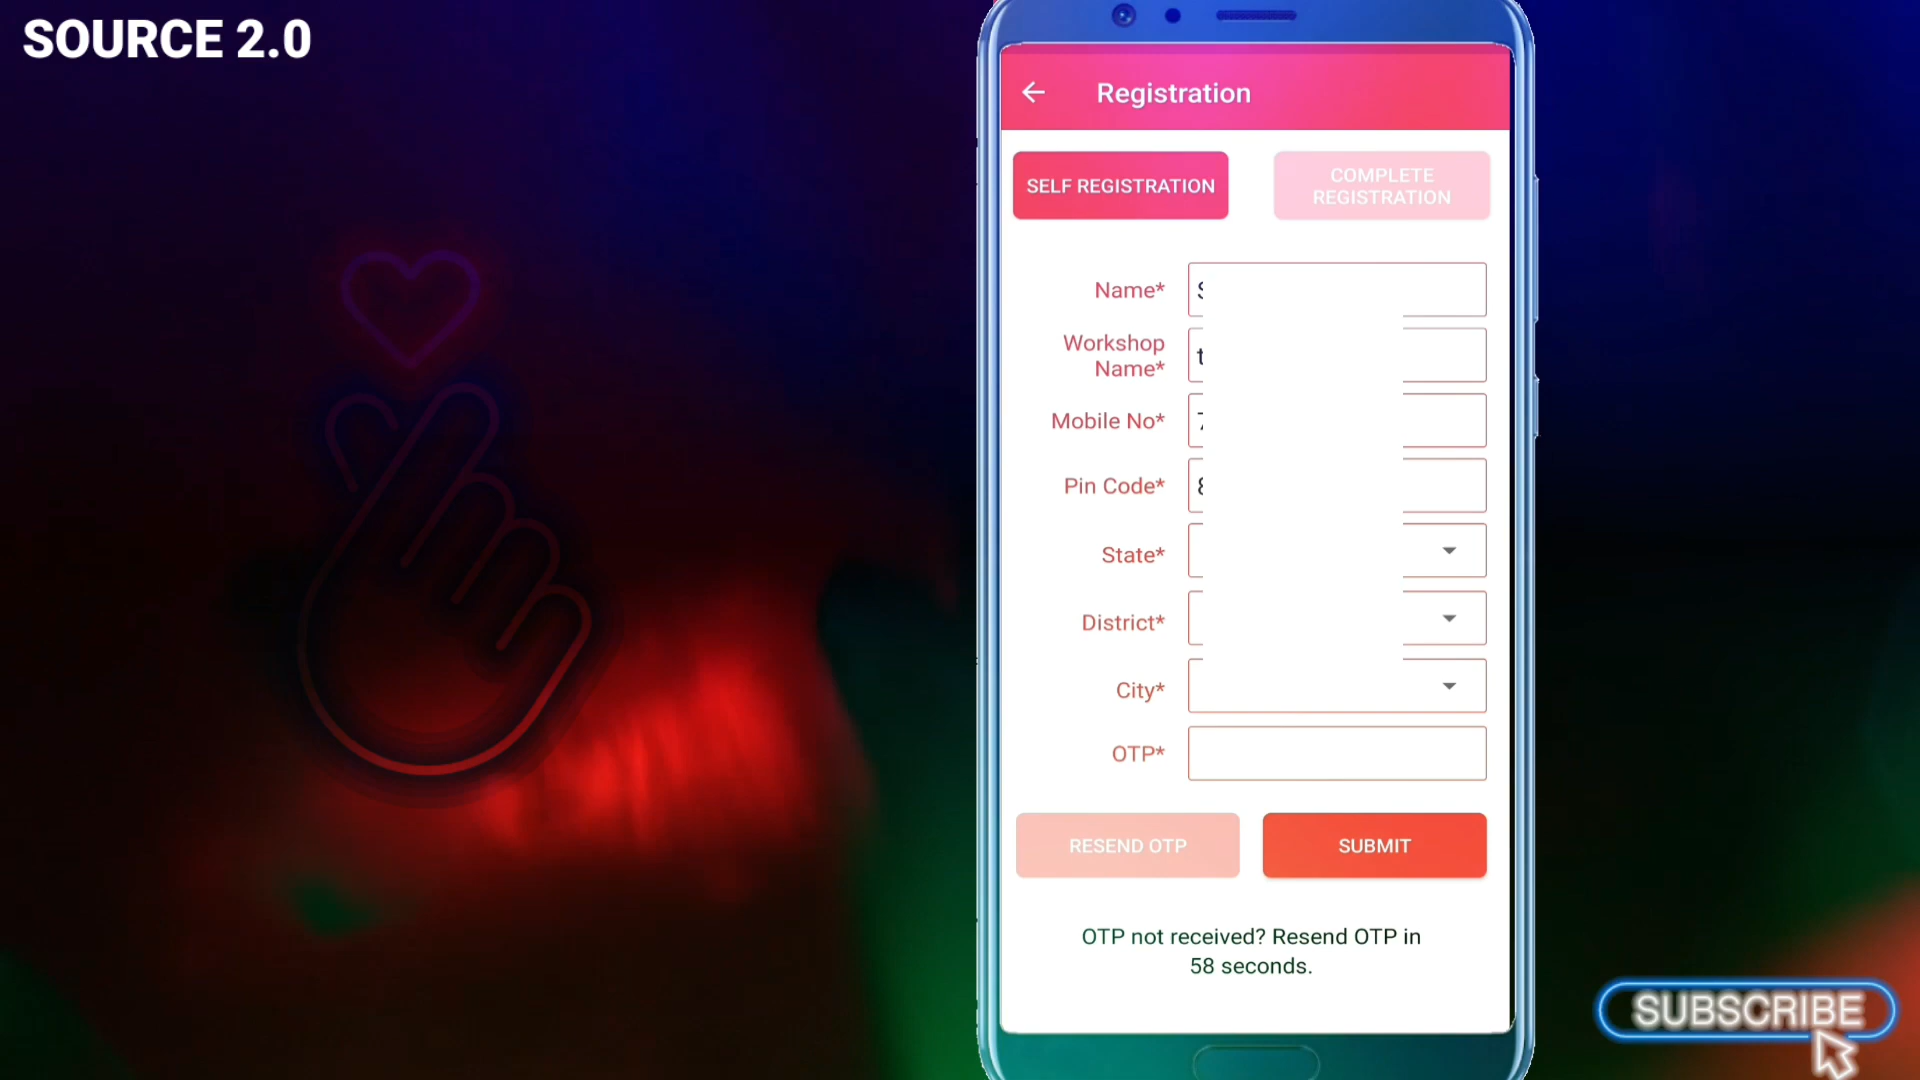 SOURCE 2.0
Registration
SELF REGISTRATION
COMPLETE
REGISTRATION
Name*
Workshop
Name*
t
Mobile No*
7
Pin Code*
State*
District*
City*
OTP*
RESEND OTP
SUBMIT
OTP not received? Resend OTP in
58 seconds.
SUBSCRIBE